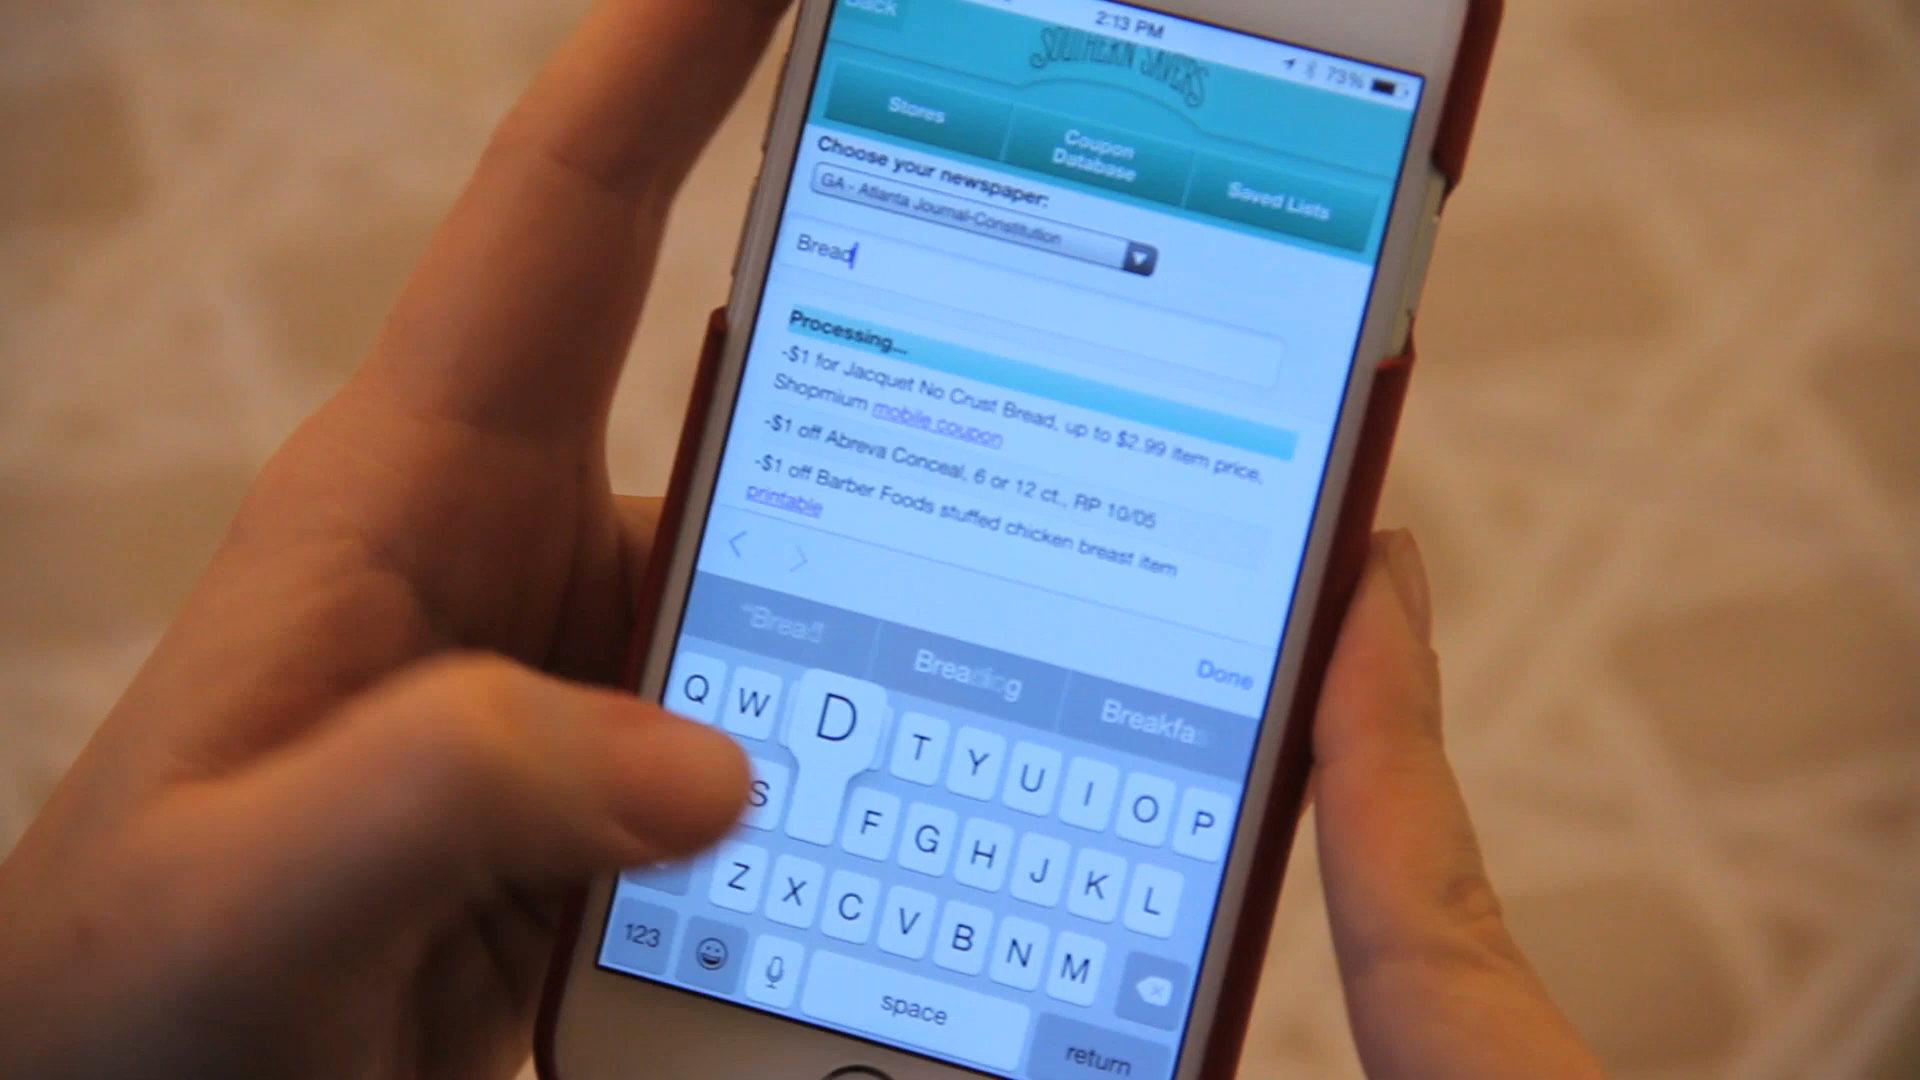 Back
2:13 PM
73%
SOUTHERN SAVERS
Stores
Coupon
Database
Saved Lists
Choose your newspaper:
GA - Atlanta Journal-Constitution
Bread
Processing...
-$1 for Jacquet No Crust Bread, up to $2.99 item price,
Shopmium mobile coupon
-$1 off Abreva Conceal, 6 or 12 ct., RP 10/05
-$1 off Barber Foods stuffed chicken breast item
printable
Done
"Bread"
Breading
Breakfa
Q W D T Y U I O P
S F G H J K L
Z X C V B N M
123 space return